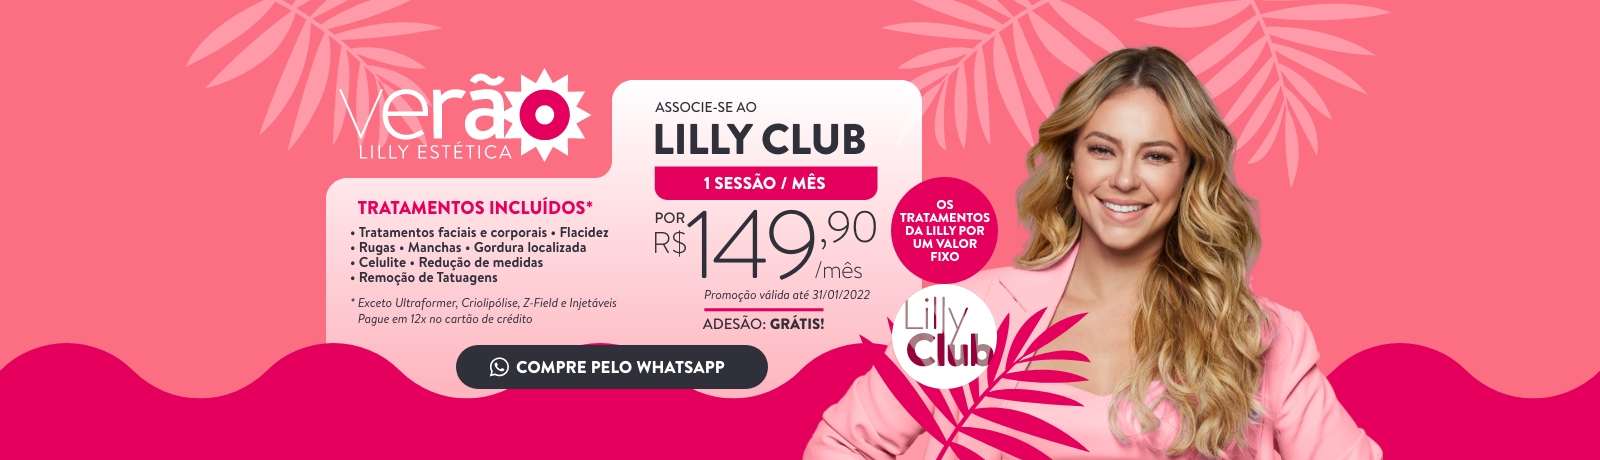 verão
LILLY ESTÉTICA
TRATAMENTOS INCLUÍDOS*
• Tratamentos faciais e corporais • Flacidez
• Rugas • Manchas • Gordura localizada
• Celulite • Redução de medidas
• Remoção de Tatuagens
* Exceto Ultraformer, Criolipólise, Z-Field e Injetáveis
Pague em 12x no cartão de crédito
ASSOCIE-SE AO
LILLY CLUB
1 SESSÃO / MÊS
POR
R$149,90
/mês
Promoção válida até 31/01/2022
ADESÃO: GRÁTIS!
COMPRE PELO WHATSAPP
OS
TRATAMENTOS
DA LILLY POR
UM VALOR
FIXO
Lilly
Club